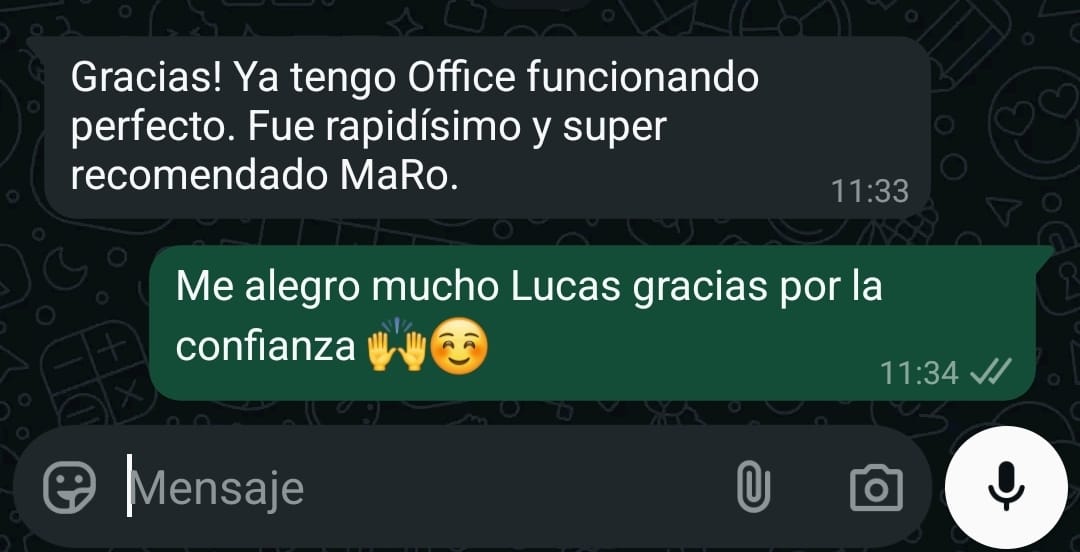 Gracias! Ya tengo Office funcionando
perfecto. Fue rapidísimo y super
recomendado MaRo.
11:33
Me alegro mucho Lucas gracias por la
confianza 🙌☺️
11:34
Mensaje